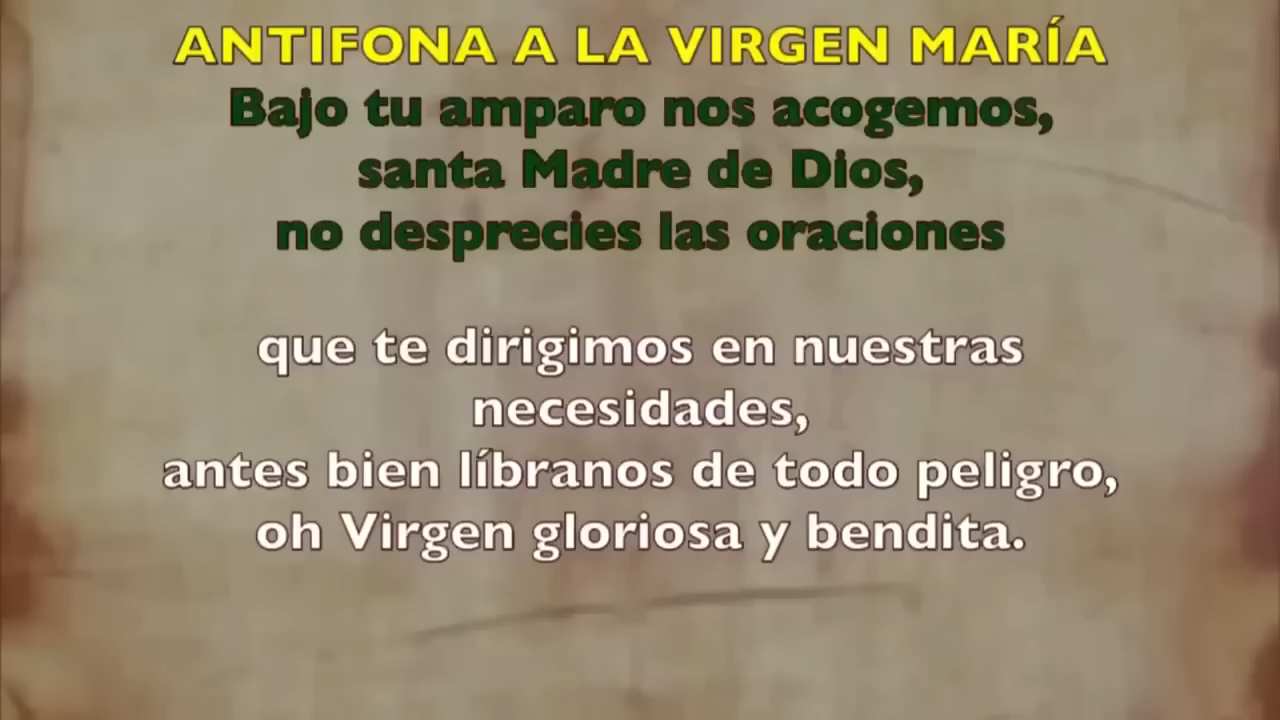 ANTIFONA A LA VIRGEN MARÍA
Bajo tu amparo nos acogemos,
santa Madre de Dios,
no desprecies las oraciones
que te dirigimos en nuestras
necesidades,
antes bien líbranos de todo peligro,
oh Virgen gloriosa y bendita.